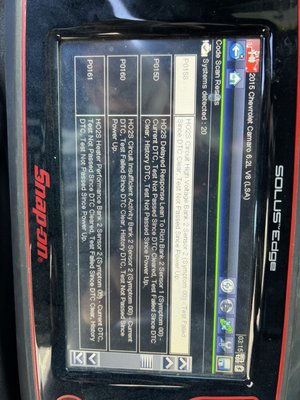 SOLUS Edge
2015 Chevrolet Camaro 6.2L V8 (LSA)
03:15
Code Scan Results
Systems detected : 20
P0158
HO2S Circuit High Voltage Bank 2 Sensor 2 (Symptom 00) - Test Failed
Since DTC Clear, History DTC, Test Not Passed Since Power Up.
P015D
HO2S Delayed Response Lean To Rich Bank 2 Sensor 1 (Symptom 00) -
Current DTC, Test Not Passed Since DTC Cleared, Test Failed Since DTC
Clear, History DTC, Test Not Passed Since Power Up.
P0160
HO2S Circuit Insufficient Activity Bank 2 Sensor 2 (Symptom 00) - Current
DTC, Test Failed Since DTC Clear, History DTC, Test Not Passed Since
Power Up.
P0161
HO2S Heater Performance Bank 2 Sensor 2 (Symptom 00) - Current DTC,
Test Not Passed Since DTC Cleared, Test Failed Since DTC Clear, History
DTC, Test Not Passed Since Power Up.
Snap-on